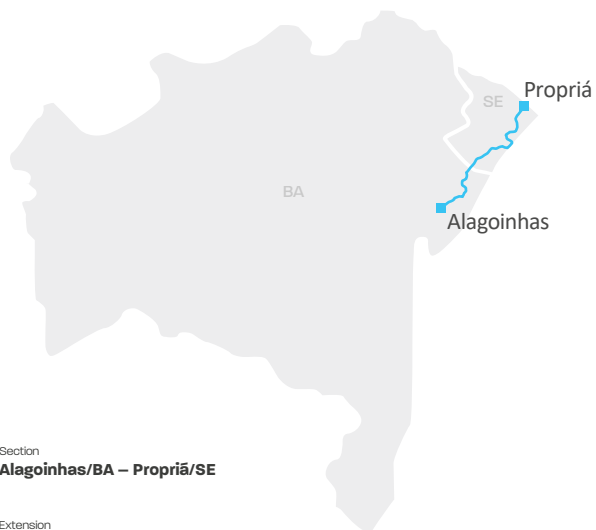 Propriá
SE
BA
Alagoinhas
Section
Alagoinhas/BA – Propriá/SE
Extension